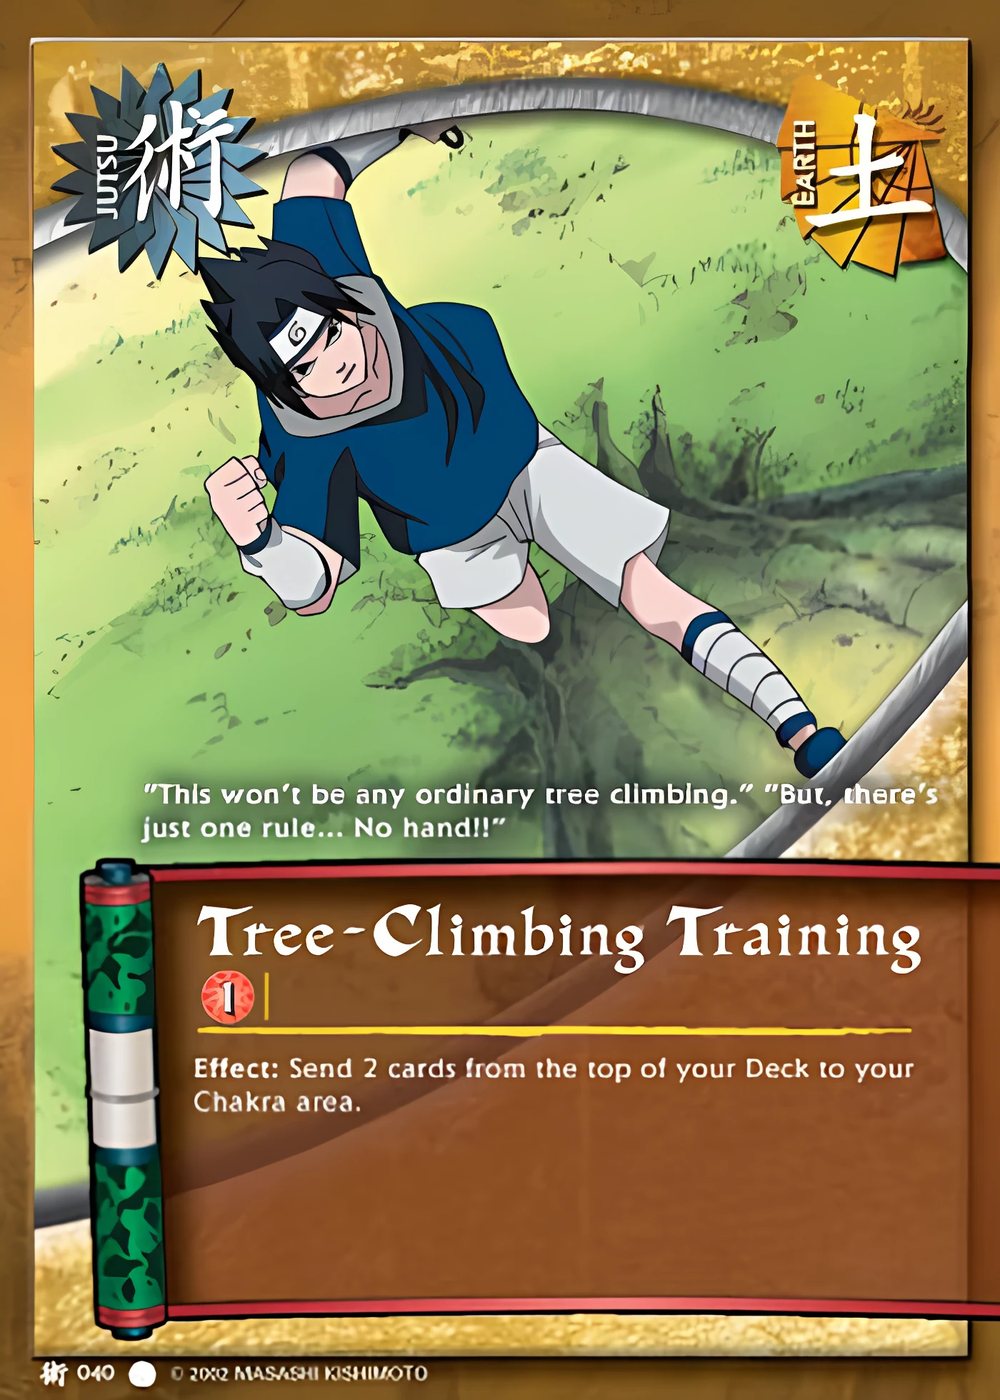 JUTSU
術
EARTH
土
"This won't be any ordinary tree climbing." "But, there's
just one rule... No hand!!"
Tree-Climbing Training
1
Effect: Send 2 cards from the top of your Deck to your
Chakra area.
術 040 © 2002 MASASHI KISHIMOTO